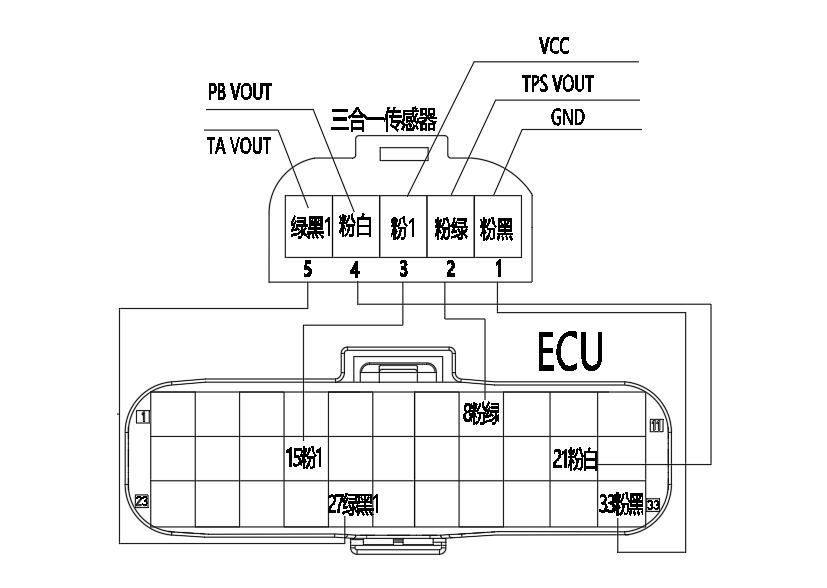 VCC
PB VOUT
TPS VOUT
三合一传感器
GND
TA VOUT
绿黑1
粉白
粉1
粉绿
粉黑
5
4
3
2
1
ECU
1
8粉绿
11
15粉1
21粉白
23
27绿黑1
33粉黑
33